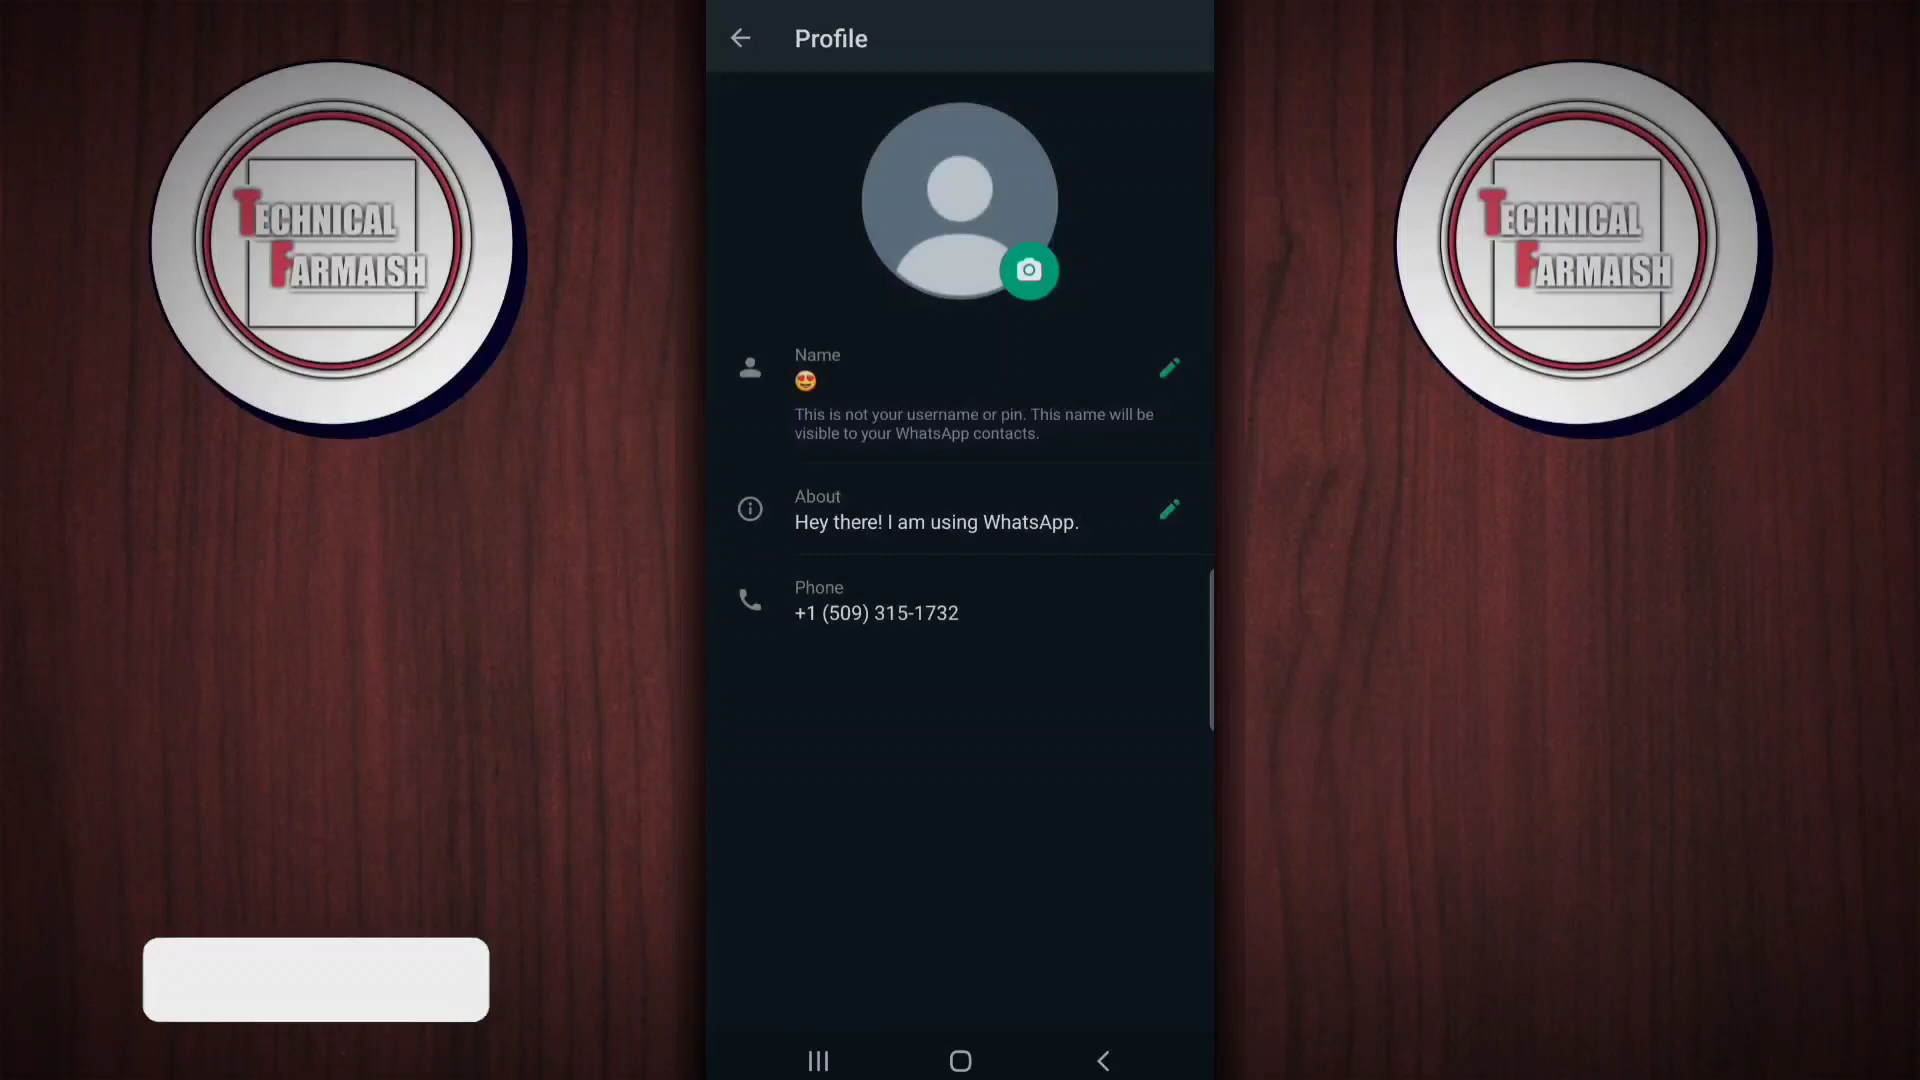 Profile
TECHNICAL
FARMAISH
TECHNICAL
FARMAISH
Name
😍
This is not your username or pin. This name will be
visible to your WhatsApp contacts.
About
Hey there! I am using WhatsApp.
Phone
+1 (509) 315-1732